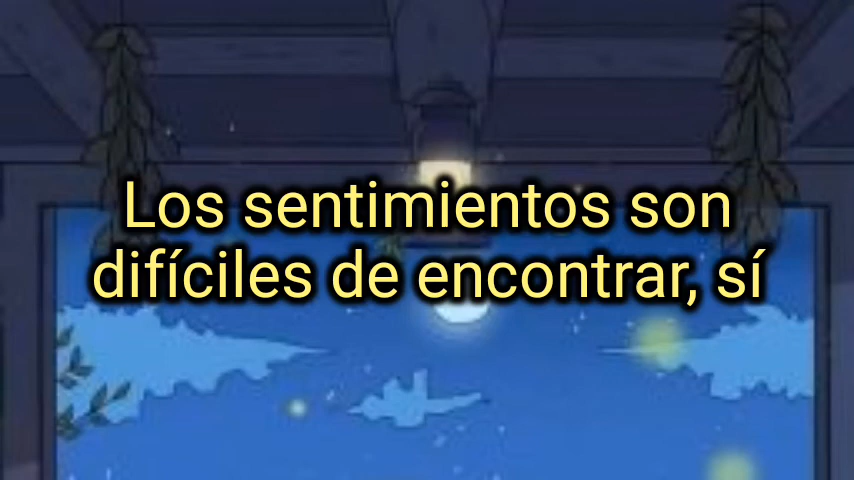 Los sentimientos son
difíciles de encontrar, sí